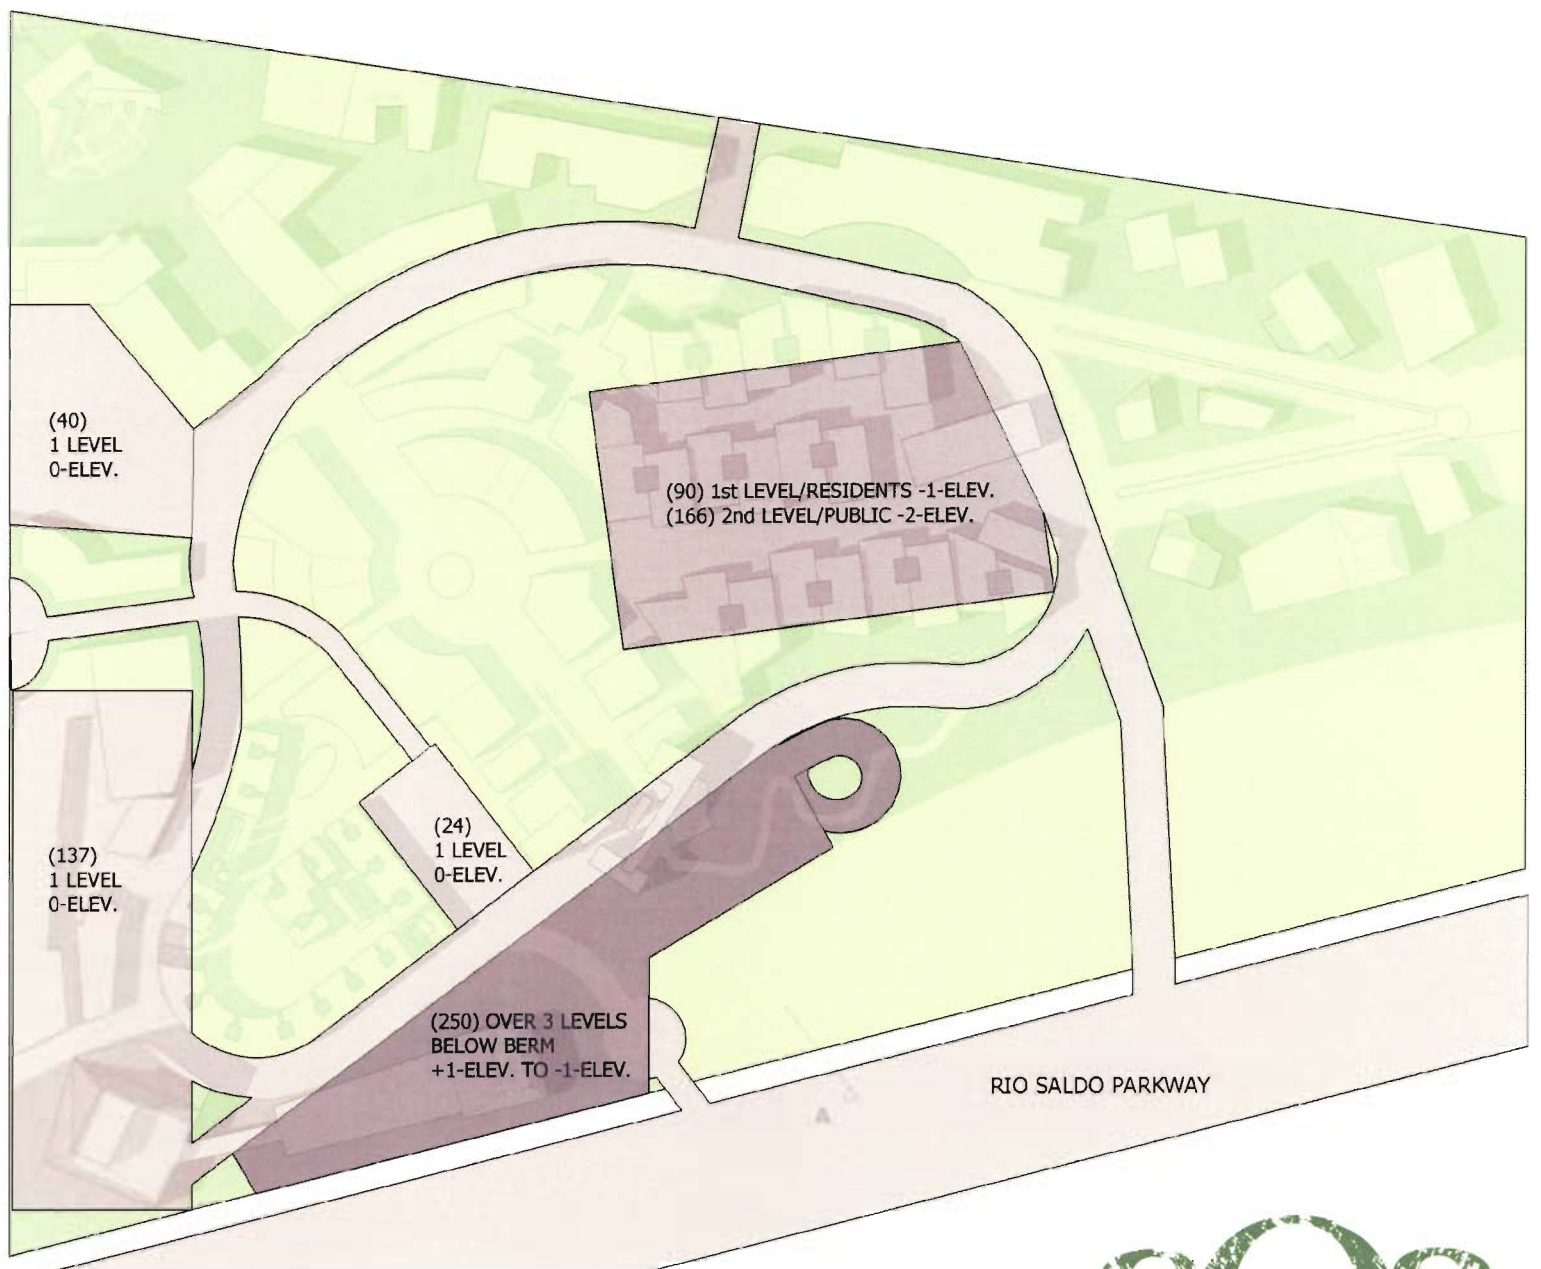 (40)
1 LEVEL
0-ELEV.
(90) 1st LEVEL/RESIDENTS -1-ELEV.
(166) 2nd LEVEL/PUBLIC -2-ELEV.
(24)
1 LEVEL
0-ELEV.
(137)
1 LEVEL
0-ELEV.
(250) OVER 3 LEVELS
BELOW BERM
+1-ELEV. TO -1-ELEV.
RIO SALDO PARKWAY
A